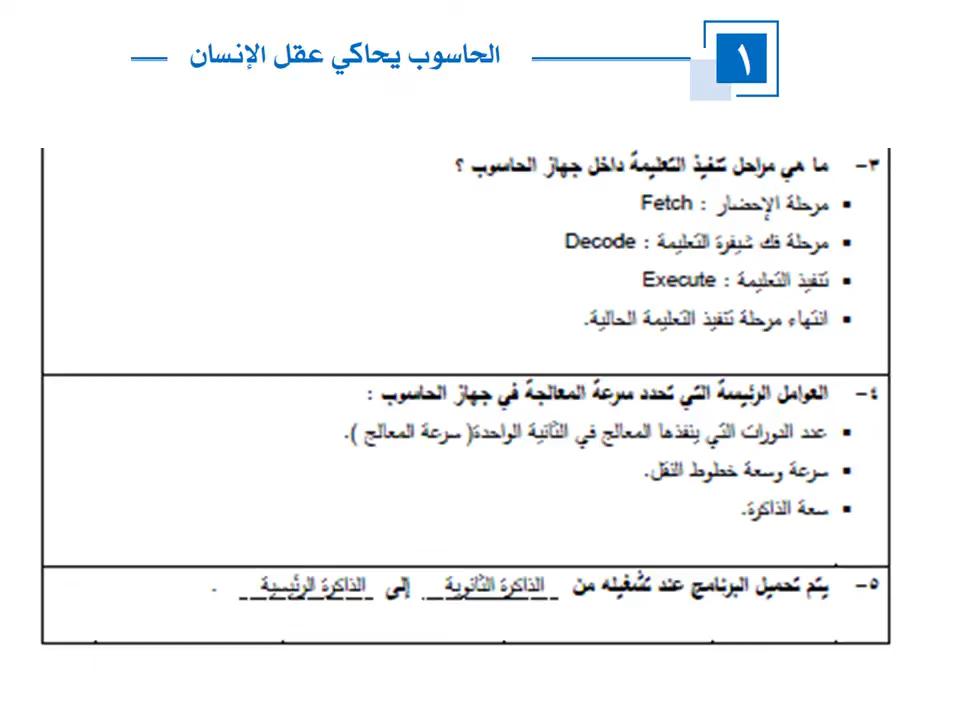 ١
الحاسوب يحاكي عقل الإنسان
٣- ما هي مراحل تنفيذ التعليمة داخل جهاز الحاسوب ؟
▪ مرحلة الإحضار : Fetch
▪ مرحلة فك شيفرة التعليمة : Decode
▪ تنفيذ التعليمة : Execute
▪ انتهاء مرحلة تنفيذ التعليمة الحالية.
٤- العوامل الرئيسة التي تحدد سرعة المعالجة في جهاز الحاسوب :
▪ عدد الدورات التي ينفذها المعالج في الثانية الواحدة( سرعة المعالج ).
▪ سرعة وسعة خطوط النقل.
▪ سعة الذاكرة.
٥- يتم تحميل البرنامج عند تشغيله من الذاكرة الثانوية إلى الذاكرة الرئيسية .